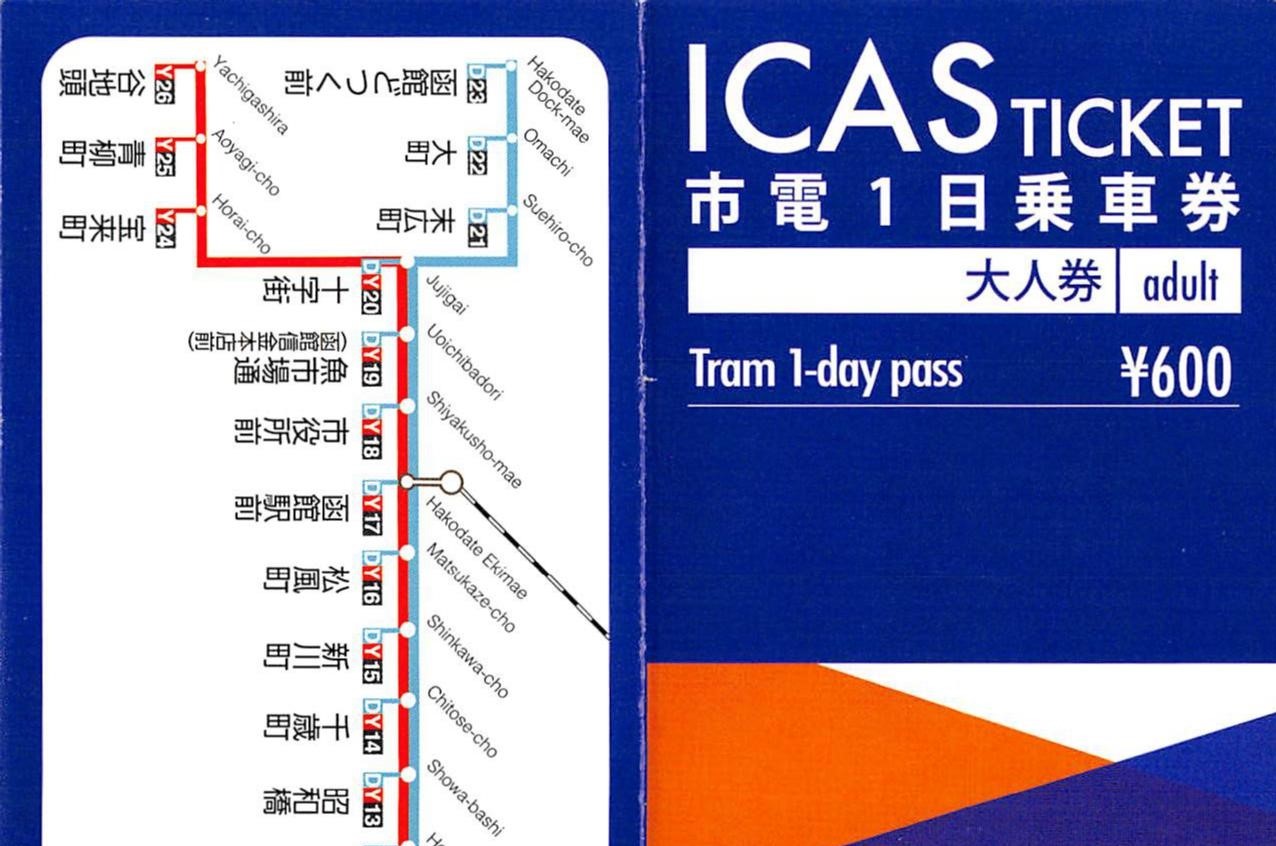 ICAS TICKET
市電1日乗車券
大人券 adult
Tram 1-day pass ¥600
谷地頭 Y26 Yachigashira
青柳町 Y25 Aoyagi-cho
宝来町 Y24 Horai-cho
函館どつく前 D23 Hakodate Dock-mae
大町 D22 Omachi
末広町 D21 Suehiro-cho
十字街 DY20 Jujigai
魚市場通 DY19 Uoichibadori
(函館信金本店前)
市役所前 DY18 Shiyakusho-mae
函館駅前 DY17 Hakodate Ekimae
松風町 DY16 Matsukaze-cho
新川町 DY15 Shinkawa-cho
千歳町 DY14 Chitose-cho
昭和橋 DY13 Showa-bashi